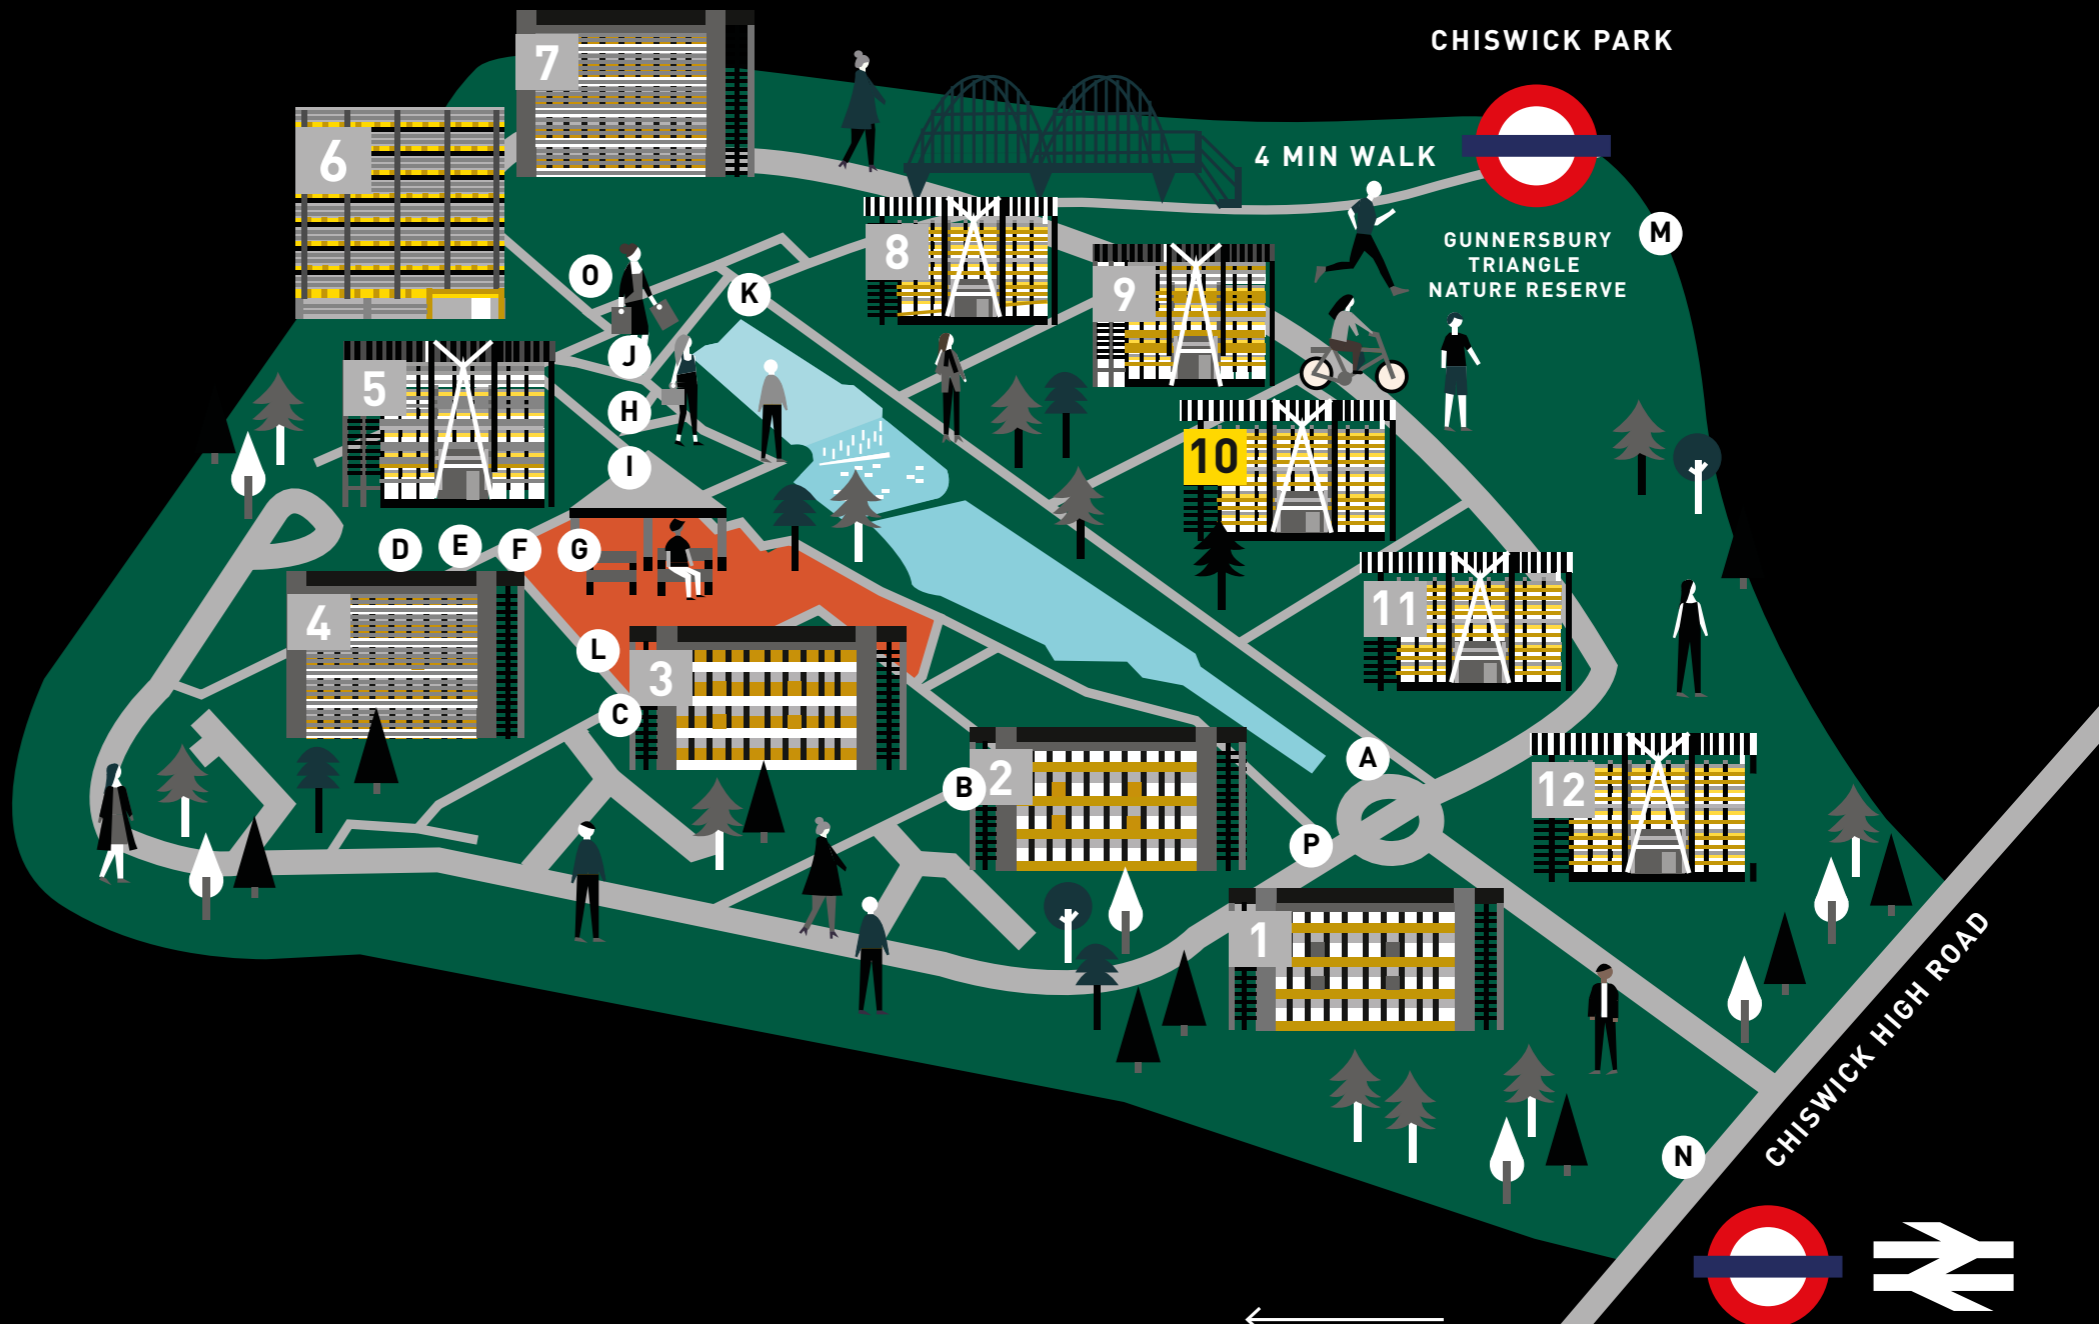 CHISWICK PARK
7
4 MIN WALK
6
M
GUNNERSBURY
TRIANGLE
NATURE RESERVE
8
O
K
9
J
5
H
10
I
D
E
F
G
11
4
L
3
C
A
2
B
12
P
1
CHISWICK HIGH ROAD
N